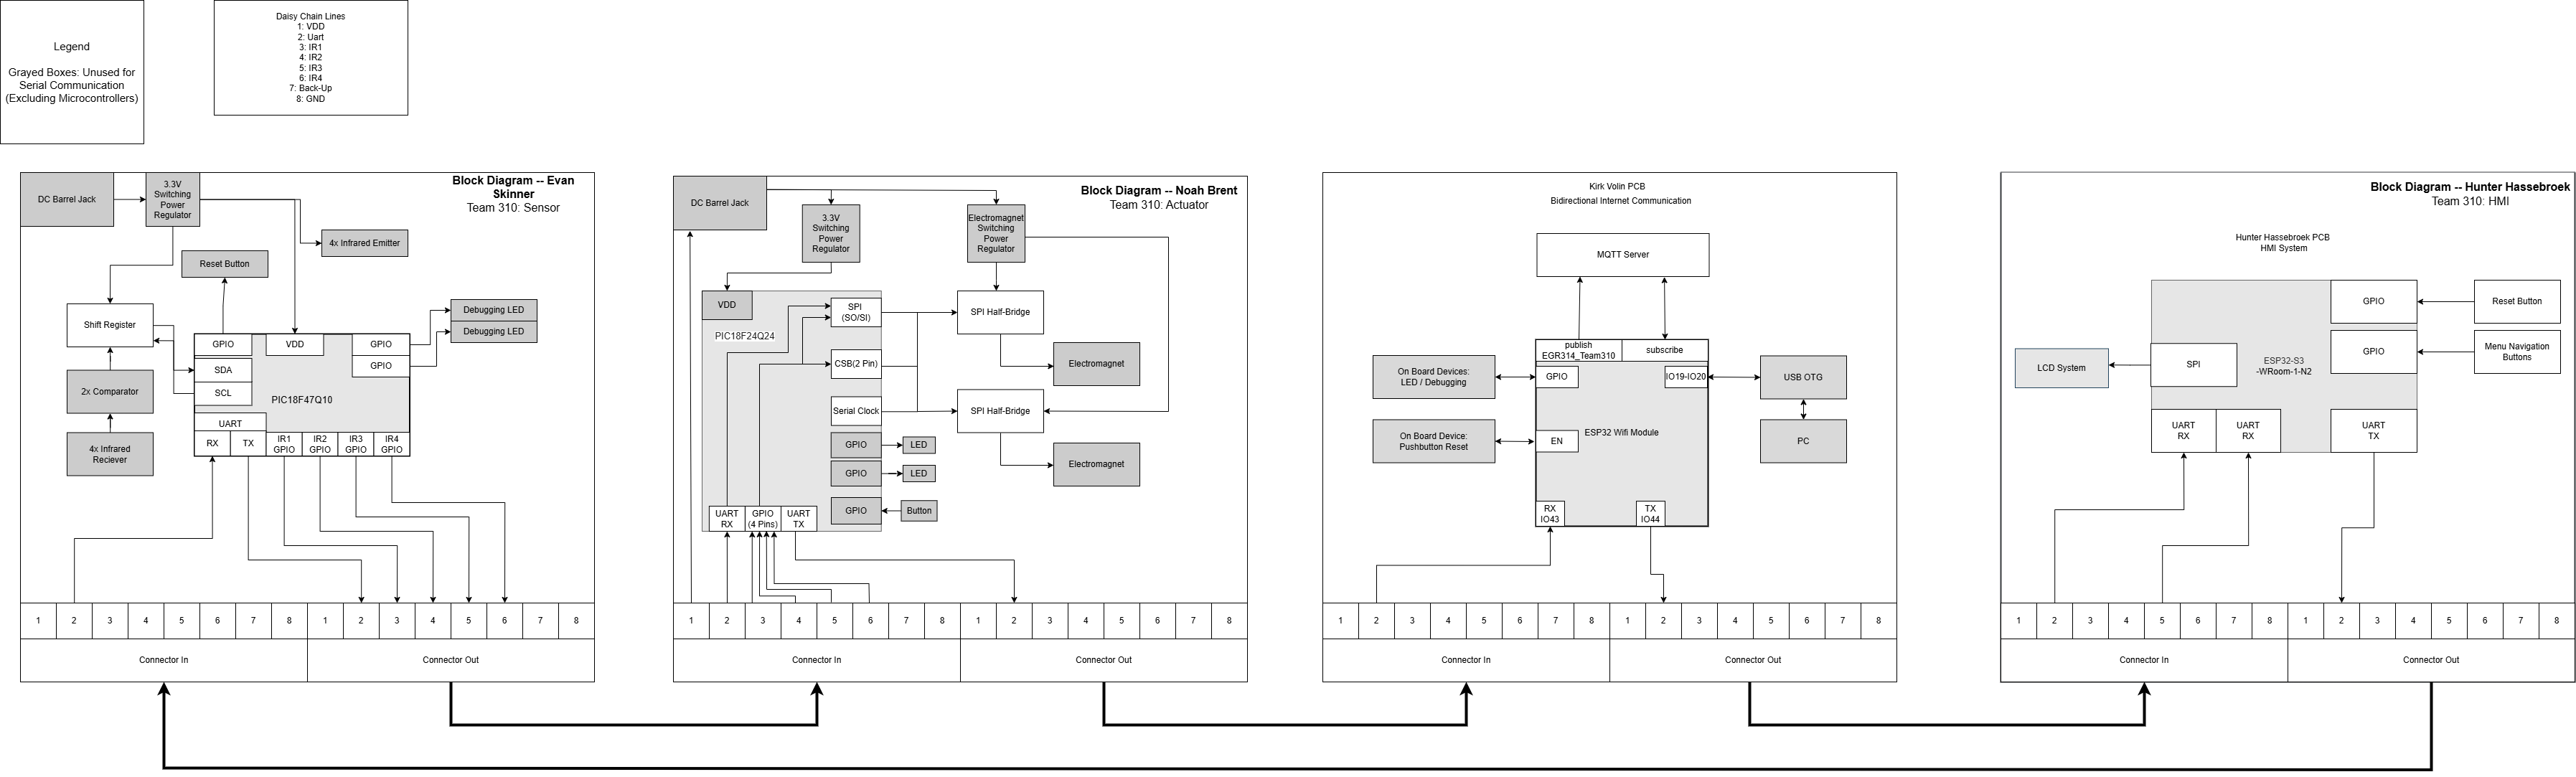 Legend
Grayed Boxes: Unused for
Serial Communication
(Excluding Microcontrollers)
Daisy Chain Lines
1: VDD
2: Uart
3: IR1
4: IR2
5: IR3
6: IR4
7: Back-Up
8: GND
Block Diagram -- Evan
Skinner
Team 310: Sensor
DC Barrel Jack
3.3V
Switching
Power
Regulator
4x Infrared Emitter
Reset Button
Debugging LED
Debugging LED
Shift Register
GPIO
VDD
GPIO
GPIO
SDA
SCL
2x Comparator
PIC18F47Q10
UART
RX
TX
IR1
GPIO
IR2
GPIO
IR3
GPIO
IR4
GPIO
4x Infrared
Reciever
1
2
3
4
5
6
7
8
1
2
3
4
5
6
7
8
Connector In
Connector Out
Block Diagram -- Noah Brent
Team 310: Actuator
DC Barrel Jack
3.3V
Switching
Power
Regulator
Electromagnet
Switching
Power
Regulator
VDD
SPI
(SO/SI)
SPI Half-Bridge
PIC18F24Q24
CSB(2 Pin)
Electromagnet
Serial Clock
SPI Half-Bridge
GPIO
LED
GPIO
LED
Electromagnet
GPIO
Button
UART
RX
GPIO
(4 Pins)
UART
TX
1
2
3
4
5
6
7
8
1
2
3
4
5
6
7
8
Connector In
Connector Out
Kirk Volin PCB
Bidirectional Internet Communication
MQTT Server
publish
EGR314_Team310
subscribe
On Board Devices:
LED / Debugging
GPIO
IO19-IO20
USB OTG
On Board Device:
Pushbutton Reset
EN
ESP32 Wifi Module
PC
RX
IO43
TX
IO44
1
2
3
4
5
6
7
8
1
2
3
4
5
6
7
8
Connector In
Connector Out
Block Diagram -- Hunter Hassebroek
Team 310: HMI
Hunter Hassebroek PCB
HMI System
GPIO
Reset Button
GPIO
Menu Navigation
Buttons
LCD System
SPI
ESP32-S3
-WRoom-1-N2
UART
RX
UART
RX
UART
TX
1
2
3
4
5
6
7
8
1
2
3
4
5
6
7
8
Connector In
Connector Out